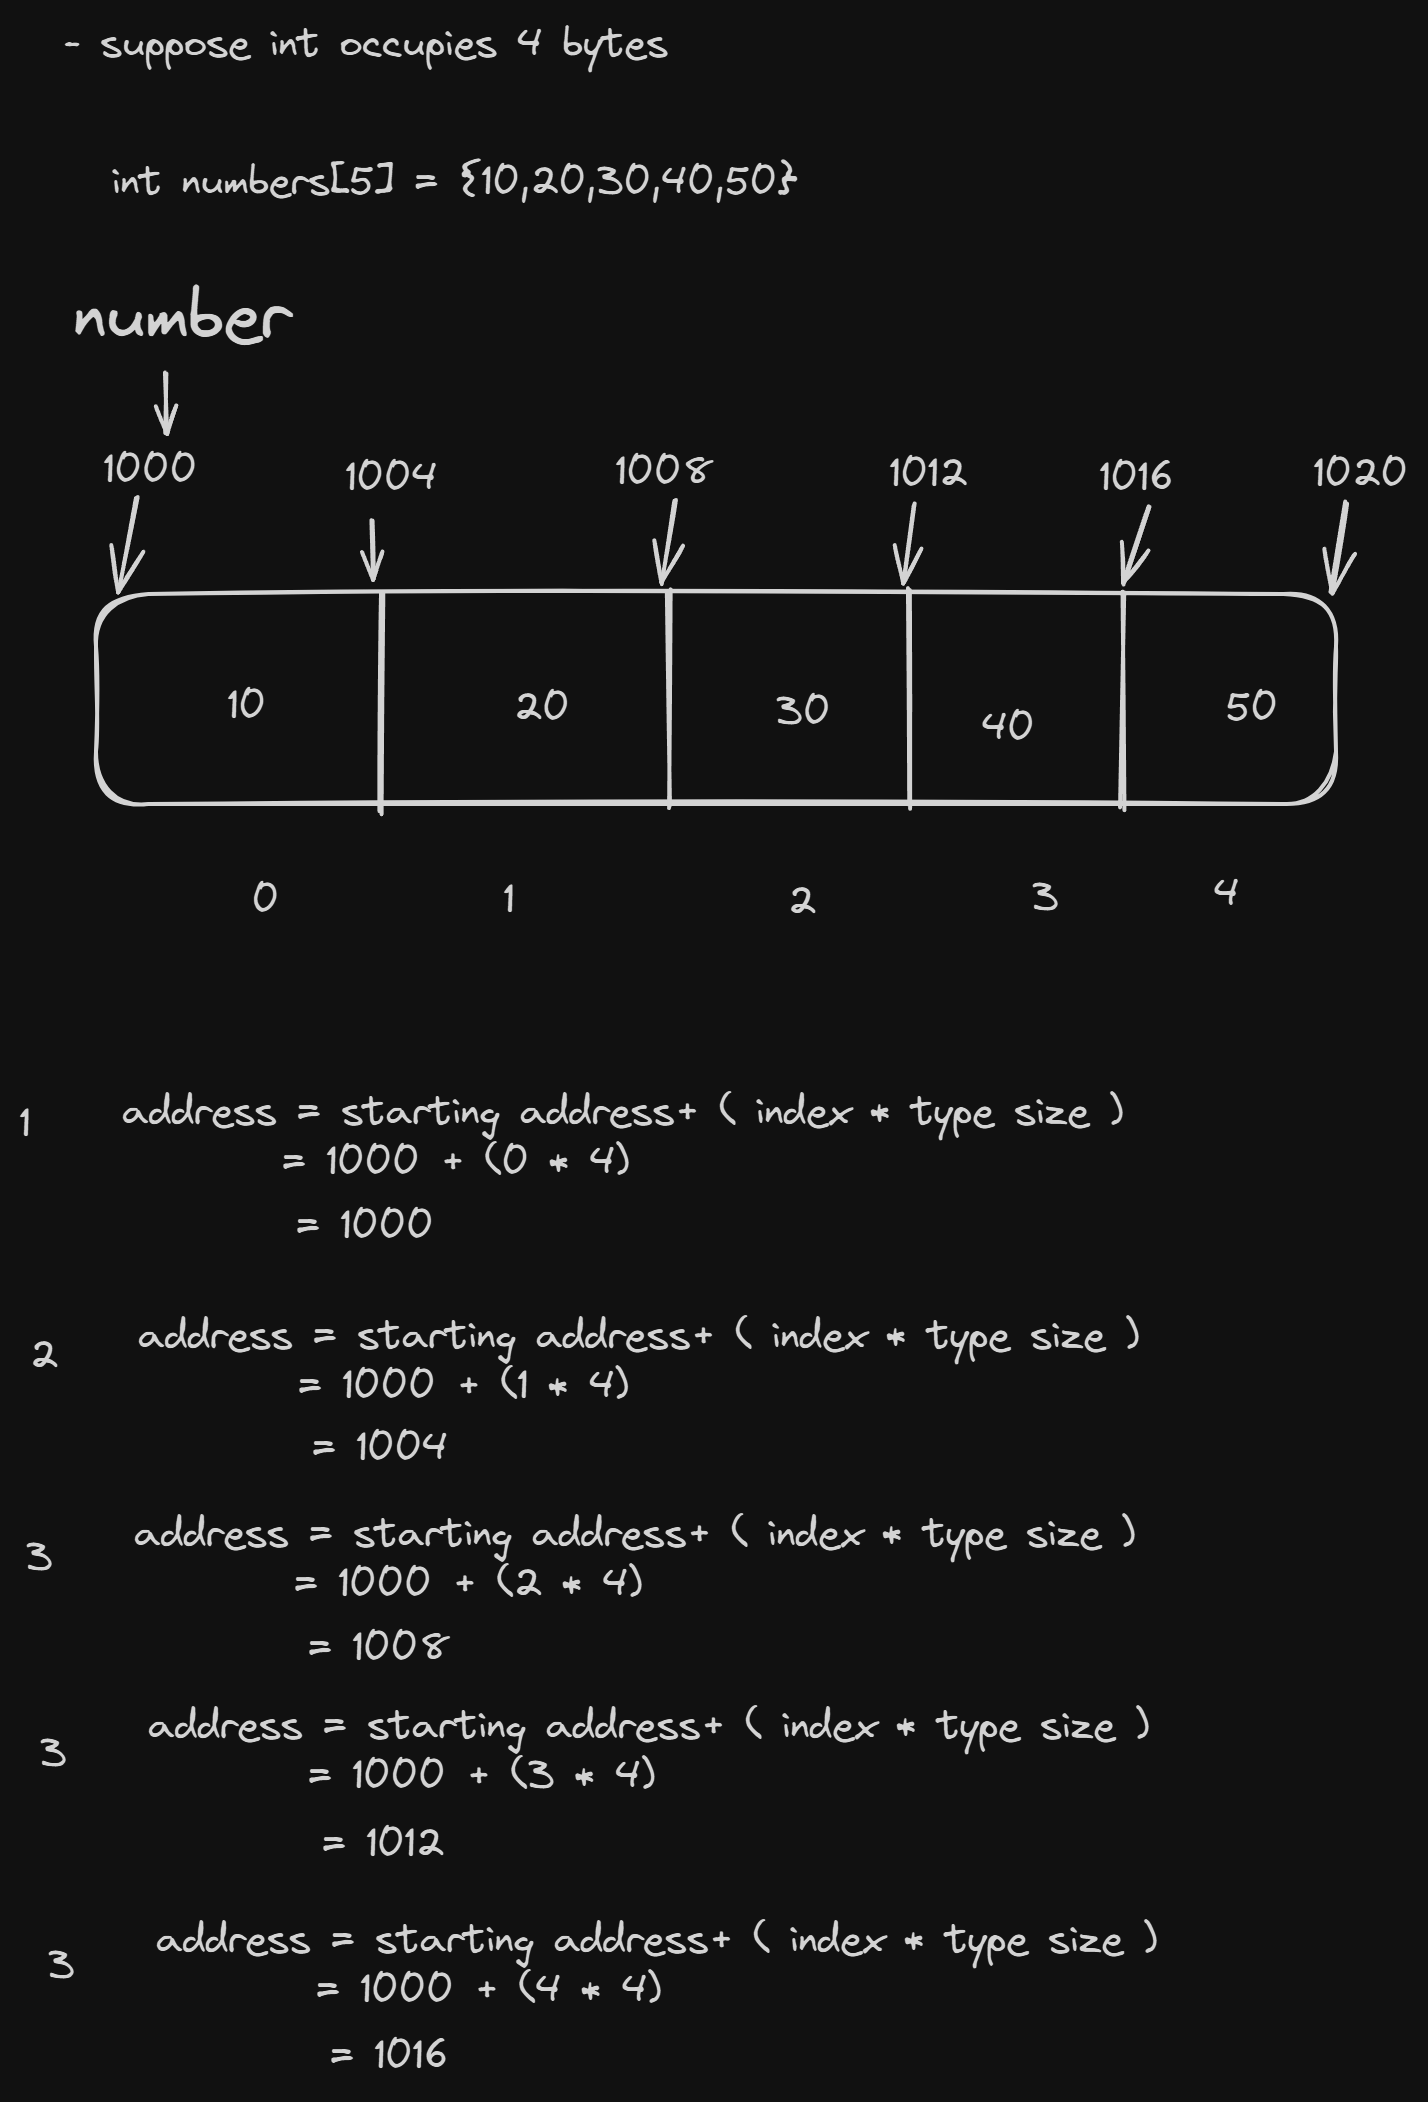 - suppose int occupies 4 bytes
int numbers[5] = {10,20,30,40,50}
number
1000 1004 1008 1012 1016 1020
10 20 30 40 50
0 1 2 3 4
1 address = starting address+ ( index * type size )
= 1000 + (0 * 4)
= 1000
2 address = starting address+ ( index * type size )
= 1000 + (1 * 4)
= 1004
3 address = starting address+ ( index * type size )
= 1000 + (2 * 4)
= 1008
3 address = starting address+ ( index * type size )
= 1000 + (3 * 4)
= 1012
3 address = starting address+ ( index * type size )
= 1000 + (4 * 4)
= 1016